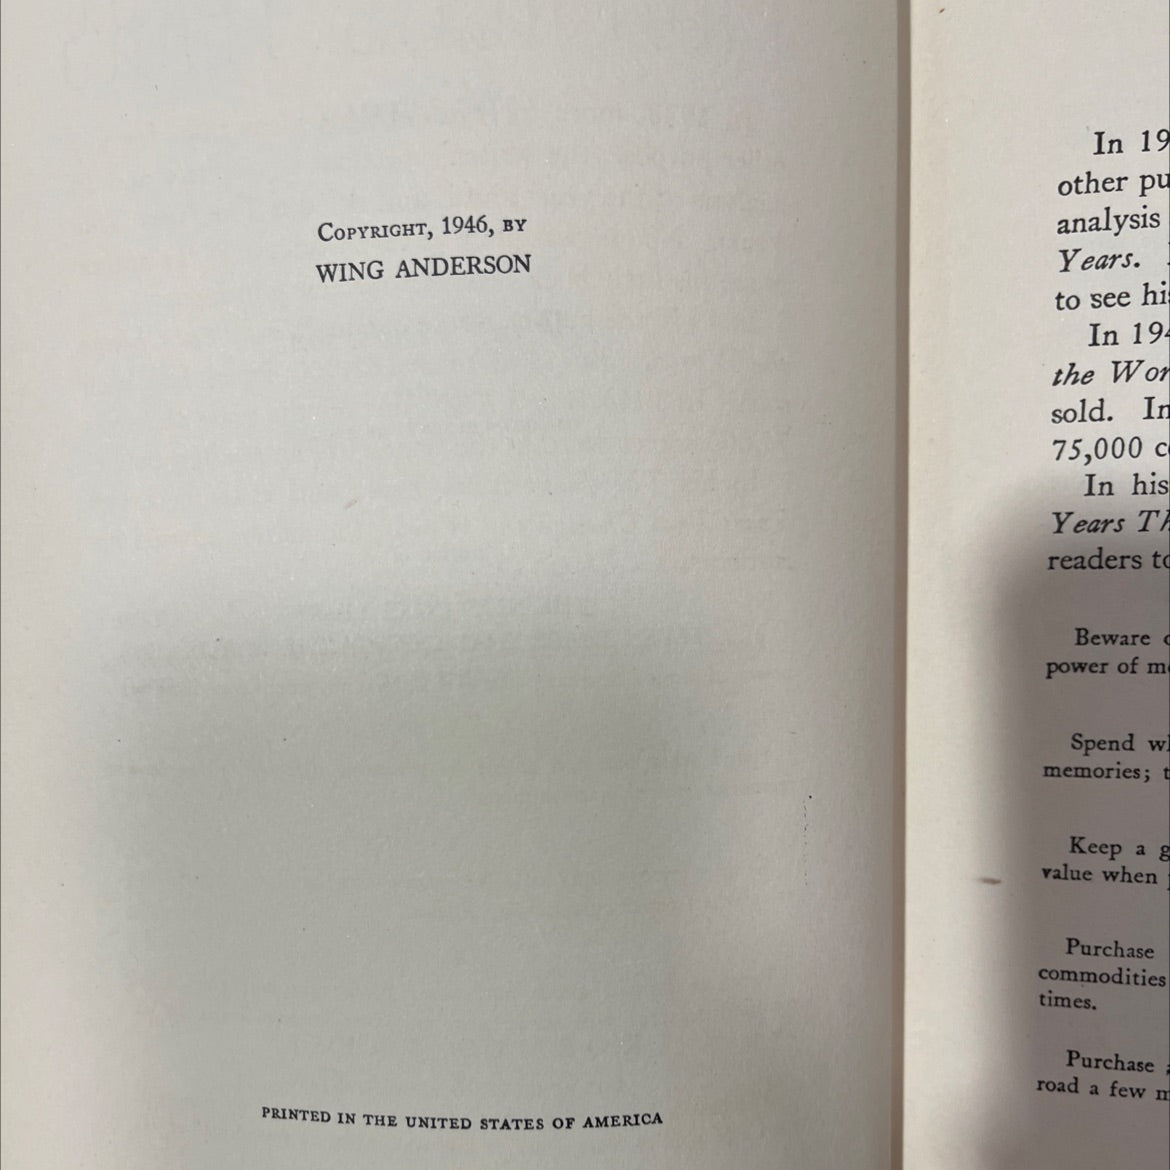 Copyright, 1946, by
WING ANDERSON
PRINTED IN THE UNITED STATES OF AMERICA
In 19
other pu
analysis
Years.
to see his
In 194
the Wor
sold. In
75,000 c
In his
Years Th
readers to
Beware o
power of m
Spend wh
memories; t
Keep a g
value when
Purchase
commodities
times.
Purchase
road a few m